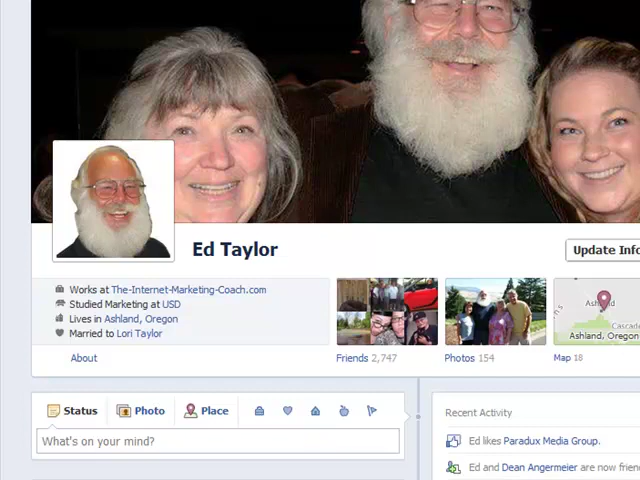 Ed Taylor
Update Info
Works at The-Internet-Marketing-Coach.com
Studied Marketing at USD
Lives in Ashland, Oregon
Married to Lori Taylor
About
Friends 2,747
Photos 154
Ashland, Oregon
Map 18
Status
Photo
Place
What's on your mind?
Recent Activity
Ed likes Paradux Media Group.
Ed and Dean Angermeier are now frien